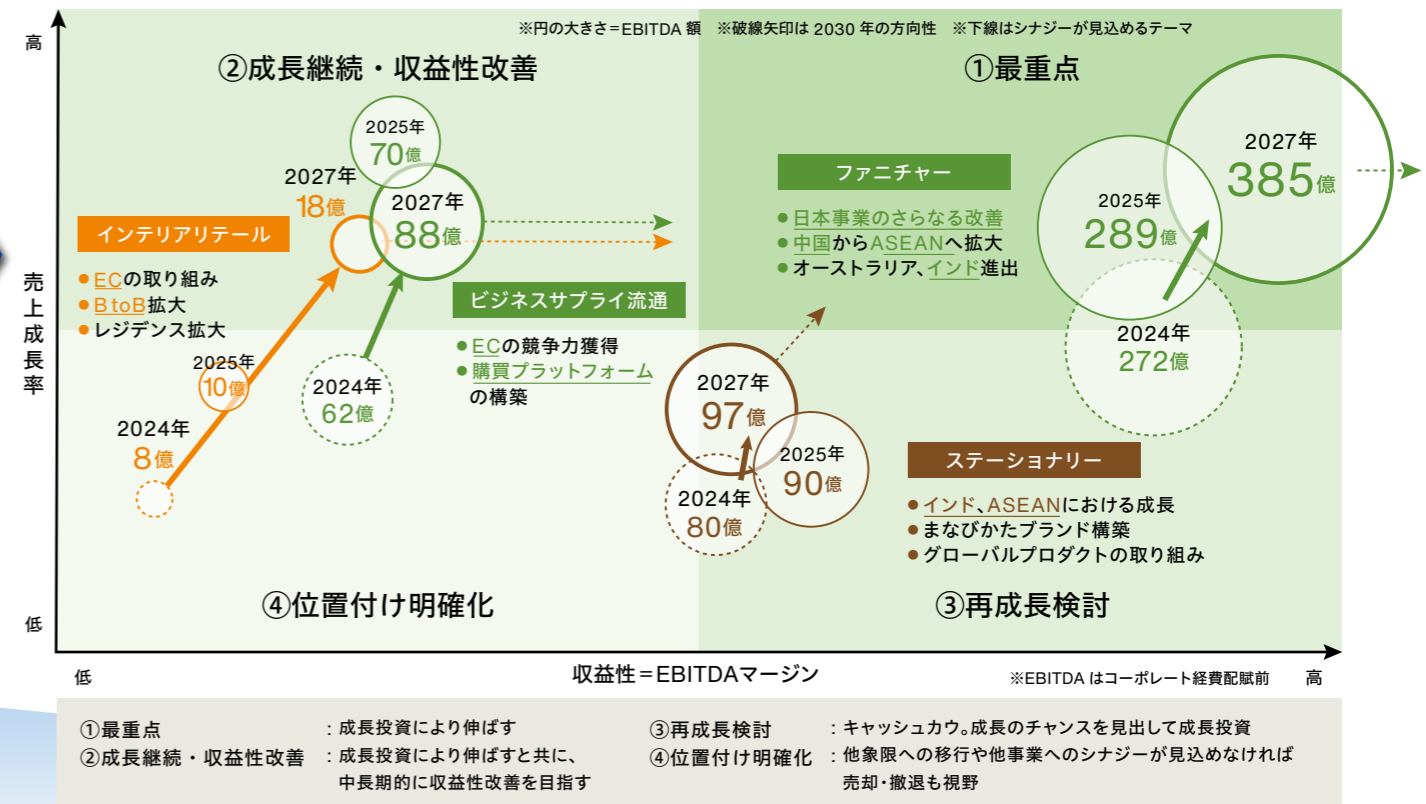 ※円の大きさ=EBITDA 額　※破線矢印は 2030 年の方向性　※下線はシナジーが見込めるテーマ
高
売上成長率
低
②成長継続・収益性改善
2025年
70億
2027年
18億
2027年
88億
インテリアリテール
●ECの取り組み
●BtoB拡大
●レジデンス拡大
ビジネスサプライ流通
●ECの競争力獲得
●購買プラットフォーム
の構築
2025年
10億
2024年
62億
2024年
8億
①最重点
2027年
385億
ファニチャー
●日本事業のさらなる改善
●中国からASEANへ拡大
●オーストラリア、インド進出
2025年
289億
2024年
272億
2027年
97億
2025年
90億
2024年
80億
ステーショナリー
●インド、ASEANにおける成長
●まなびかたブランド構築
●グローバルプロダクトの取り組み
④位置付け明確化
③再成長検討
低
収益性=EBITDAマージン
※EBITDA はコーポレート経費配賦前
高
①最重点　：成長投資により伸ばす
②成長継続・収益性改善　：成長投資により伸ばすと共に、
中長期的に収益性改善を目指す
③再成長検討　：キャッシュカウ。成長のチャンスを見出して成長投資
④位置付け明確化　：他象限への移行や他事業へのシナジーが見込めなければ
売却・撤退も視野